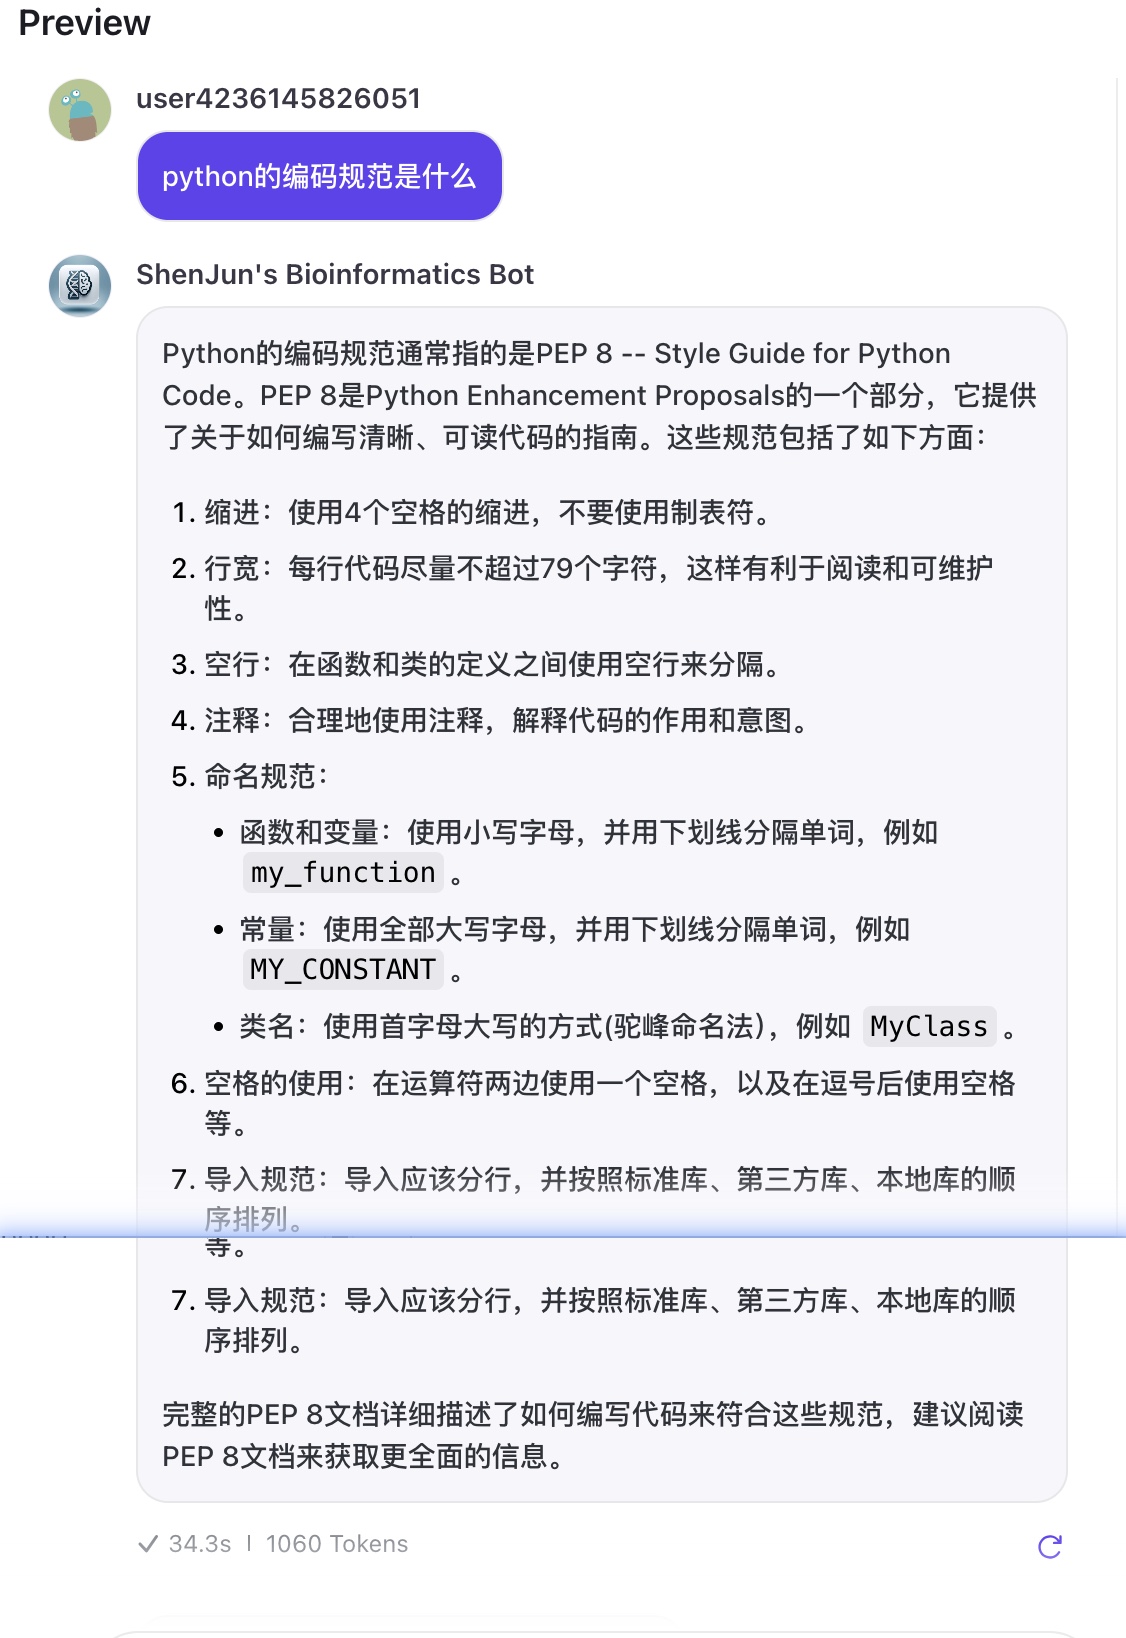 Preview
user4236145826051
python的编码规范是什么
ShenJun's Bioinformatics Bot
Python的编码规范通常指的是PEP 8 -- Style Guide for Python
Code。PEP 8是Python Enhancement Proposals的一个部分，它提供
了关于如何编写清晰、可读代码的指南。这些规范包括了如下方面：
1. 缩进：使用4个空格的缩进，不要使用制表符。
2. 行宽：每行代码尽量不超过79个字符，这样有利于阅读和可维护
性。
3. 空行：在函数和类的定义之间使用空行来分隔。
4. 注释：合理地使用注释，解释代码的作用和意图。
5. 命名规范：
• 函数和变量：使用小写字母，并用下划线分隔单词，例如
my_function 。
• 常量：使用全部大写字母，并用下划线分隔单词，例如
MY_CONSTANT 。
• 类名：使用首字母大写的方式(驼峰命名法)，例如 MyClass 。
6. 空格的使用：在运算符两边使用一个空格，以及在逗号后使用空格
等。
7. 导入规范：导入应该分行，并按照标准库、第三方库、本地库的顺
序排列。
等。
7. 导入规范：导入应该分行，并按照标准库、第三方库、本地库的顺
序排列。
完整的PEP 8文档详细描述了如何编写代码来符合这些规范，建议阅读
PEP 8文档来获取更全面的信息。
34.3s | 1060 Tokens